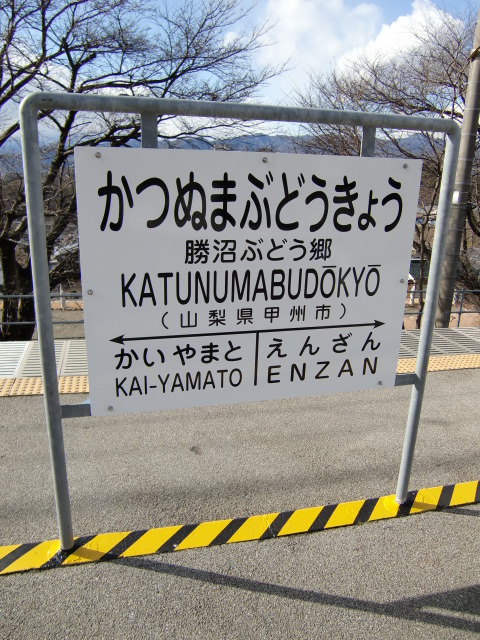 かつぬまぶどうきょう
勝沼ぶどう郷
KATUNUMABUDŌKYŌ
(山梨県甲州市)
かいやまと えんざん
KAI-YAMATO ENZAN